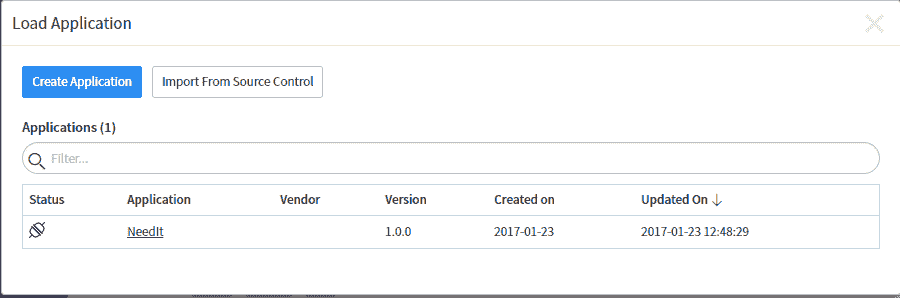 Load Application
Create Application Import From Source Control
Applications (1)
Filter...
Status Application Vendor Version Created on Updated On
NeedIt 1.0.0 2017-01-23 2017-01-23 12:48:29